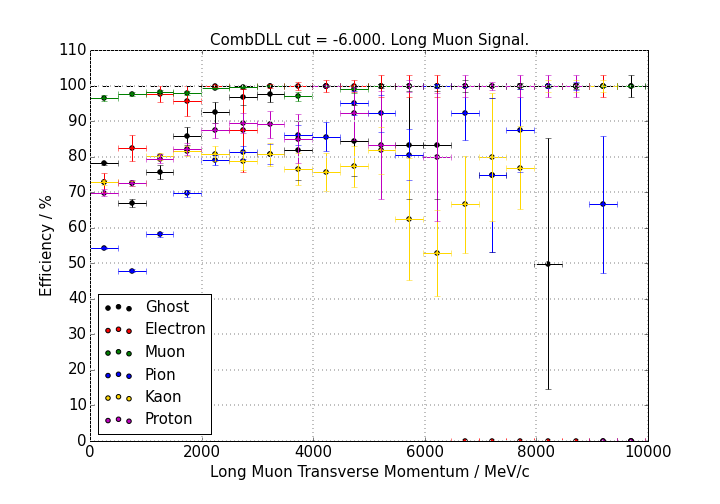 CombDLL cut = -6.000. Long Muon Signal.
110
100
90
80
70
60
50
40
30
20
10
0
Efficiency / %
Ghost
Electron
Muon
Pion
Kaon
Proton
0 2000 4000 6000 8000 10000
Long Muon Transverse Momentum / MeV/c